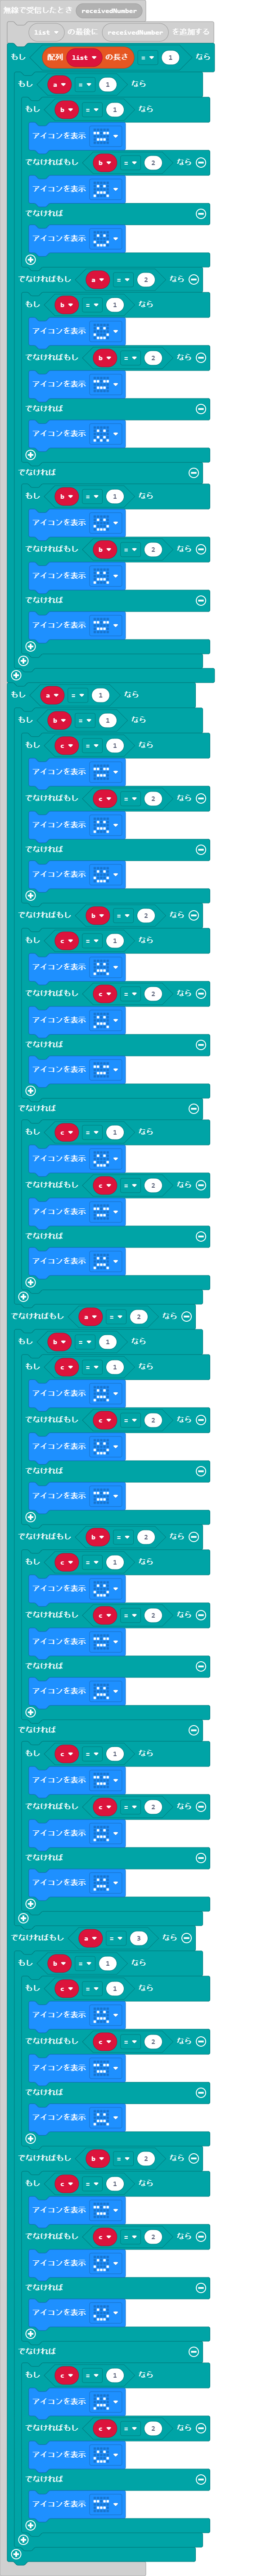 無線で受信したとき receivedNumber
list の最後に receivedNumber を追加する
もし 配列 list の長さ = 1 なら
もし a = 1 なら
もし b = 1 なら
アイコンを表示
でなければもし b = 2 なら
アイコンを表示
でなければ
アイコンを表示
でなければもし a = 2 なら
もし b = 1 なら
アイコンを表示
でなければもし b = 2 なら
アイコンを表示
でなければ
アイコンを表示
でなければ
もし b = 1 なら
アイコンを表示
でなければもし b = 2 なら
アイコンを表示
でなければ
アイコンを表示
もし a = 1 なら
もし b = 1 なら
もし c = 1 なら
アイコンを表示
でなければもし c = 2 なら
アイコンを表示
でなければ
アイコンを表示
でなければもし b = 2 なら
もし c = 1 なら
アイコンを表示
でなければもし c = 2 なら
アイコンを表示
でなければ
アイコンを表示
でなければ
もし c = 1 なら
アイコンを表示
でなければもし c = 2 なら
アイコンを表示
でなければ
アイコンを表示
でなければもし a = 2 なら
もし b = 1 なら
もし c = 1 なら
アイコンを表示
でなければもし c = 2 なら
アイコンを表示
でなければ
アイコンを表示
でなければもし b = 2 なら
もし c = 1 なら
アイコンを表示
でなければもし c = 2 なら
アイコンを表示
でなければ
アイコンを表示
でなければ
もし c = 1 なら
アイコンを表示
でなければもし c = 2 なら
アイコンを表示
でなければ
アイコンを表示
でなければもし a = 3 なら
もし b = 1 なら
もし c = 1 なら
アイコンを表示
でなければもし c = 2 なら
アイコンを表示
でなければ
アイコンを表示
でなければもし b = 2 なら
もし c = 1 なら
アイコンを表示
でなければもし c = 2 なら
アイコンを表示
でなければ
アイコンを表示
でなければ
もし c = 1 なら
アイコンを表示
でなければもし c = 2 なら
アイコンを表示
でなければ
アイコンを表示